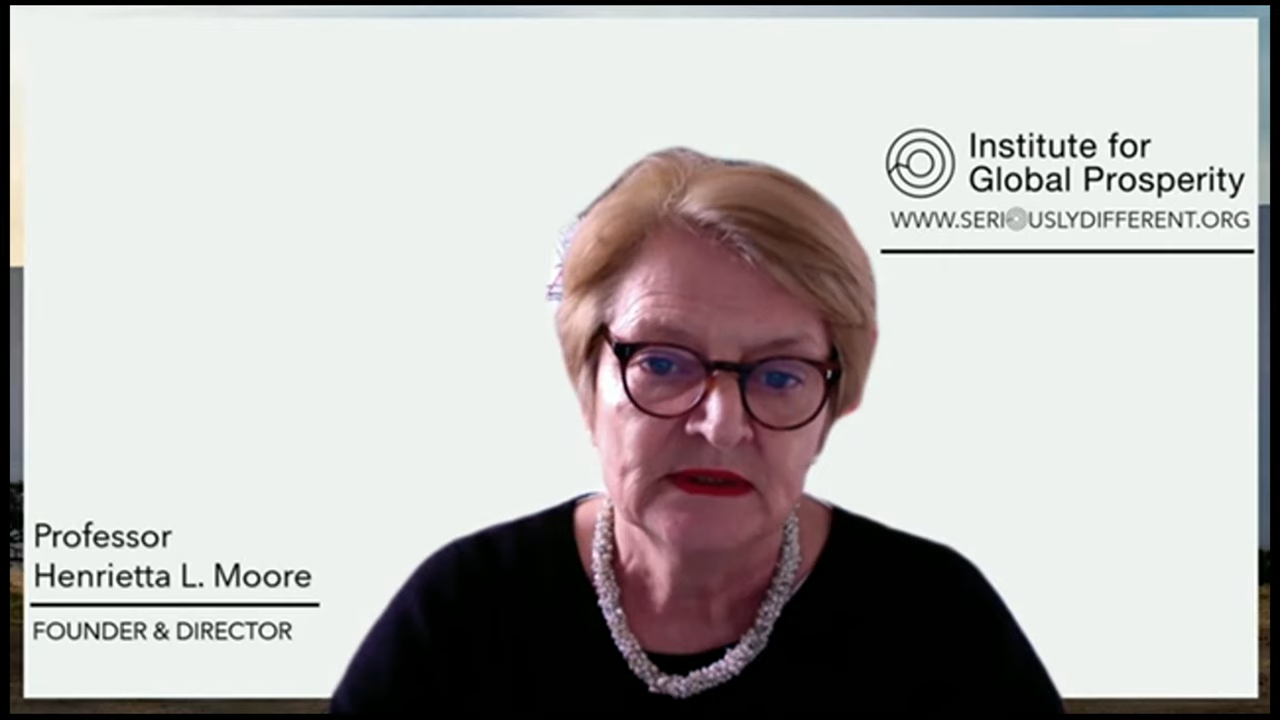 Institute for
Global Prosperity
WWW.SERIOUSLYDIFFERENT.ORG
Professor
Henrietta L. Moore
FOUNDER & DIRECTOR